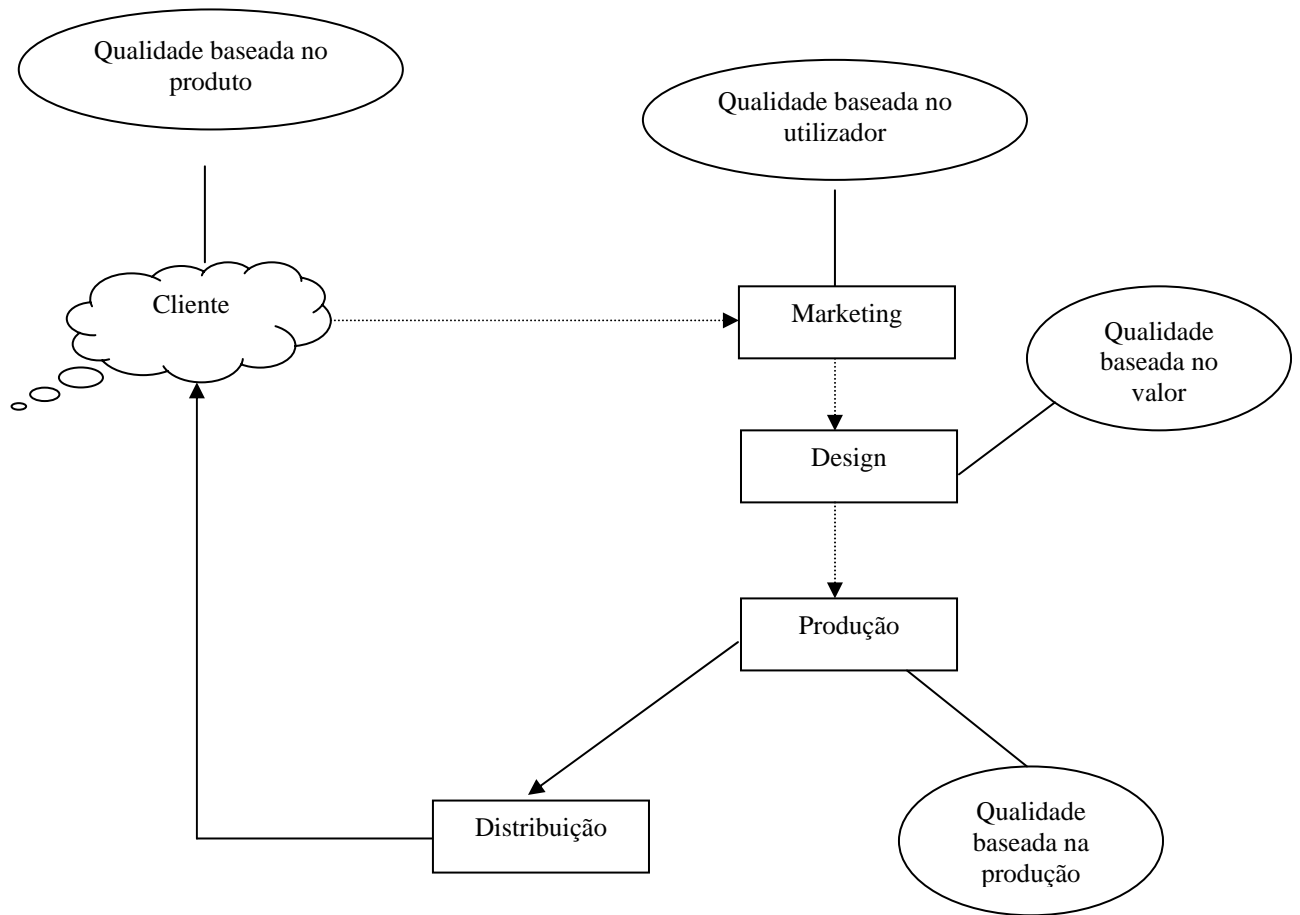 Qualidade baseada no
produto
Qualidade baseada no
utilizador
Cliente
Marketing
Qualidade
baseada no
valor
Design
Produção
Distribuição
Qualidade
baseada na
produção